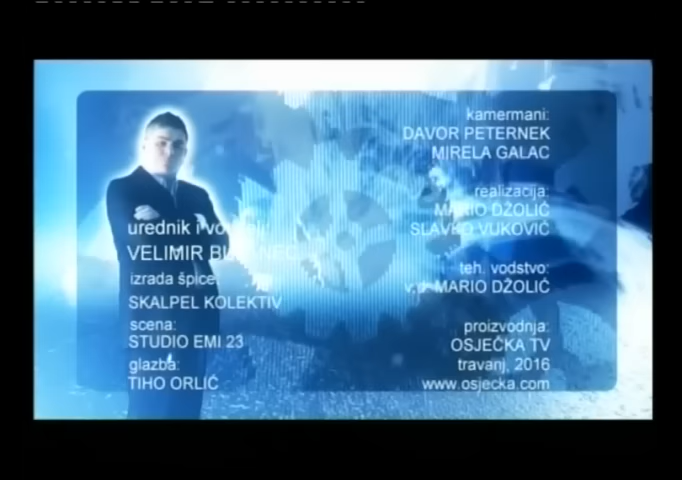 urednik i voditelj:
VELIMIR
izrada špice:
SKALPEL KOLEKTIV
scena:
STUDIO EMI 23
glazba:
TIHO ORLIĆ
kamermani:
DAVOR PETERNEK
MIRELA GALAC
realizacija:
MARIO DŽOLIĆ
SLAVKO VUKOVIĆ
teh. vodstvo:
v. d. MARIO DŽOLIĆ
proizvodnja:
OSJEČKA TV
travanj, 2016
www.osjecka.com